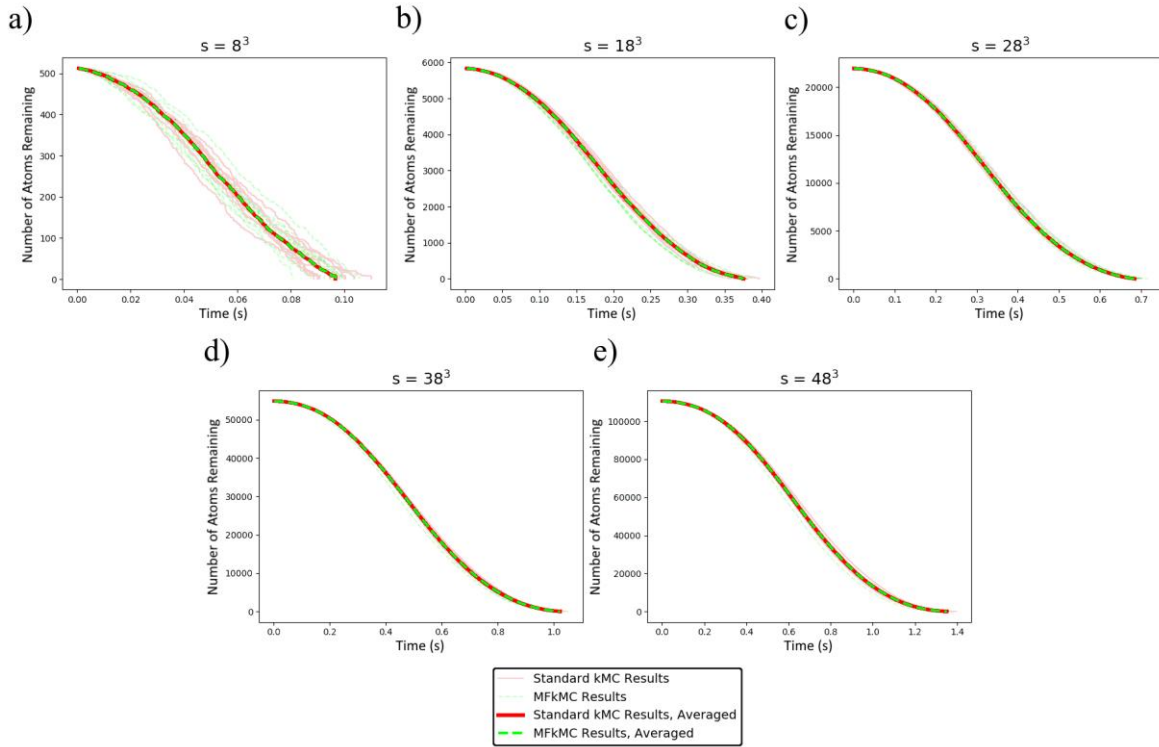 a)
s = 8³
Number of Atoms Remaining
500
400
300
200
100
0
0.00 0.02 0.04 0.06 0.08 0.10
Time (s)
b)
s = 18³
Number of Atoms Remaining
6000
5000
4000
3000
2000
1000
0
0.00 0.05 0.10 0.15 0.20 0.25 0.30 0.35 0.40
Time (s)
c)
s = 28³
Number of Atoms Remaining
20000
15000
10000
5000
0
0.0 0.1 0.2 0.3 0.4 0.5 0.6 0.7
Time (s)
d)
s = 38³
Number of Atoms Remaining
50000
40000
30000
20000
10000
0
0.0 0.2 0.4 0.6 0.8 1.0
Time (s)
e)
s = 48³
Number of Atoms Remaining
100000
80000
60000
40000
20000
0
0.0 0.2 0.4 0.6 0.8 1.0 1.2 1.4
Time (s)
Standard kMC Results
MFkMC Results
Standard kMC Results, Averaged
MFkMC Results, Averaged